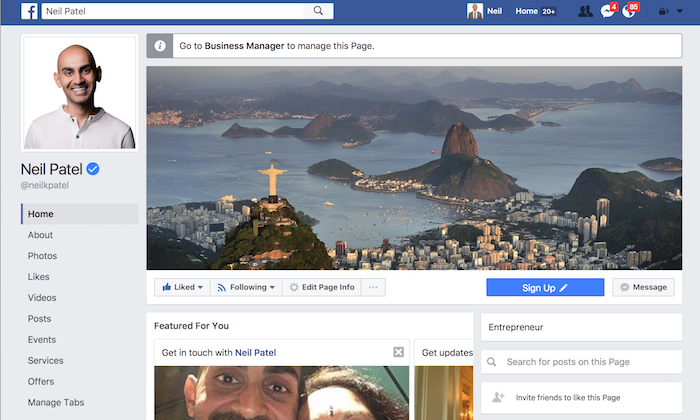 f
Neil Patel
Neil
Home 20+
4
85
Go to Business Manager to manage this Page.
Neil Patel
@neilkpatel
Home
About
Photos
Likes
Videos
Posts
Events
Services
Offers
Manage Tabs
Liked
Following
Edit Page Info
...
Sign Up
Message
Featured For You
Get in touch with Neil Patel
Get updates
Entrepreneur
Search for posts on this Page
Invite friends to like this Page